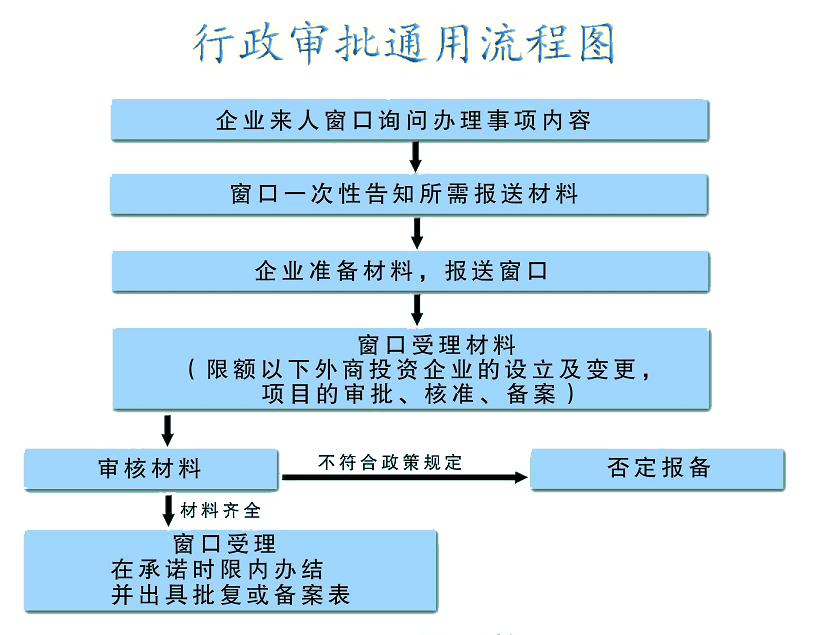 行政审批通用流程图
企业来人窗口询问办理事项内容
窗口一次性告知所需报送材料
企业准备材料，报送窗口
窗口受理材料
（限额以下外商投资企业的设立及变更，
项目的审批、核准、备案）
审核材料
不符合政策规定
否定报备
材料齐全
窗口受理
在承诺时限内办结
并出具批复或备案表